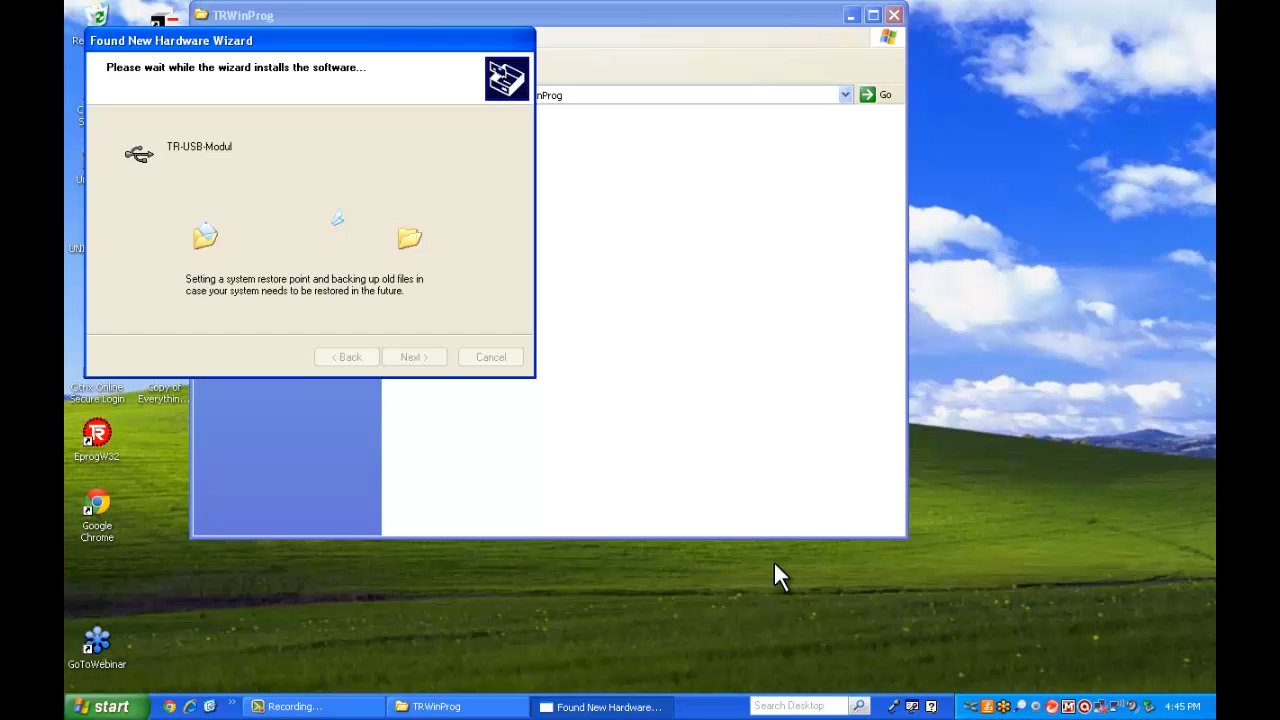 TRWinProg
Found New Hardware Wizard
Please wait while the wizard installs the software...
nProg
Go
TR-USB-Modul
Setting a system restore point and backing up old files in
case your system needs to be restored in the future.
< Back
Next >
Cancel
Citrix Online
Secure Login
Copy of
Everythin...
EprogW32
Google
Chrome
GoToWebinar
start
Recording...
TRWinProg
Found New Hardware...
Search Desktop
4:45 PM